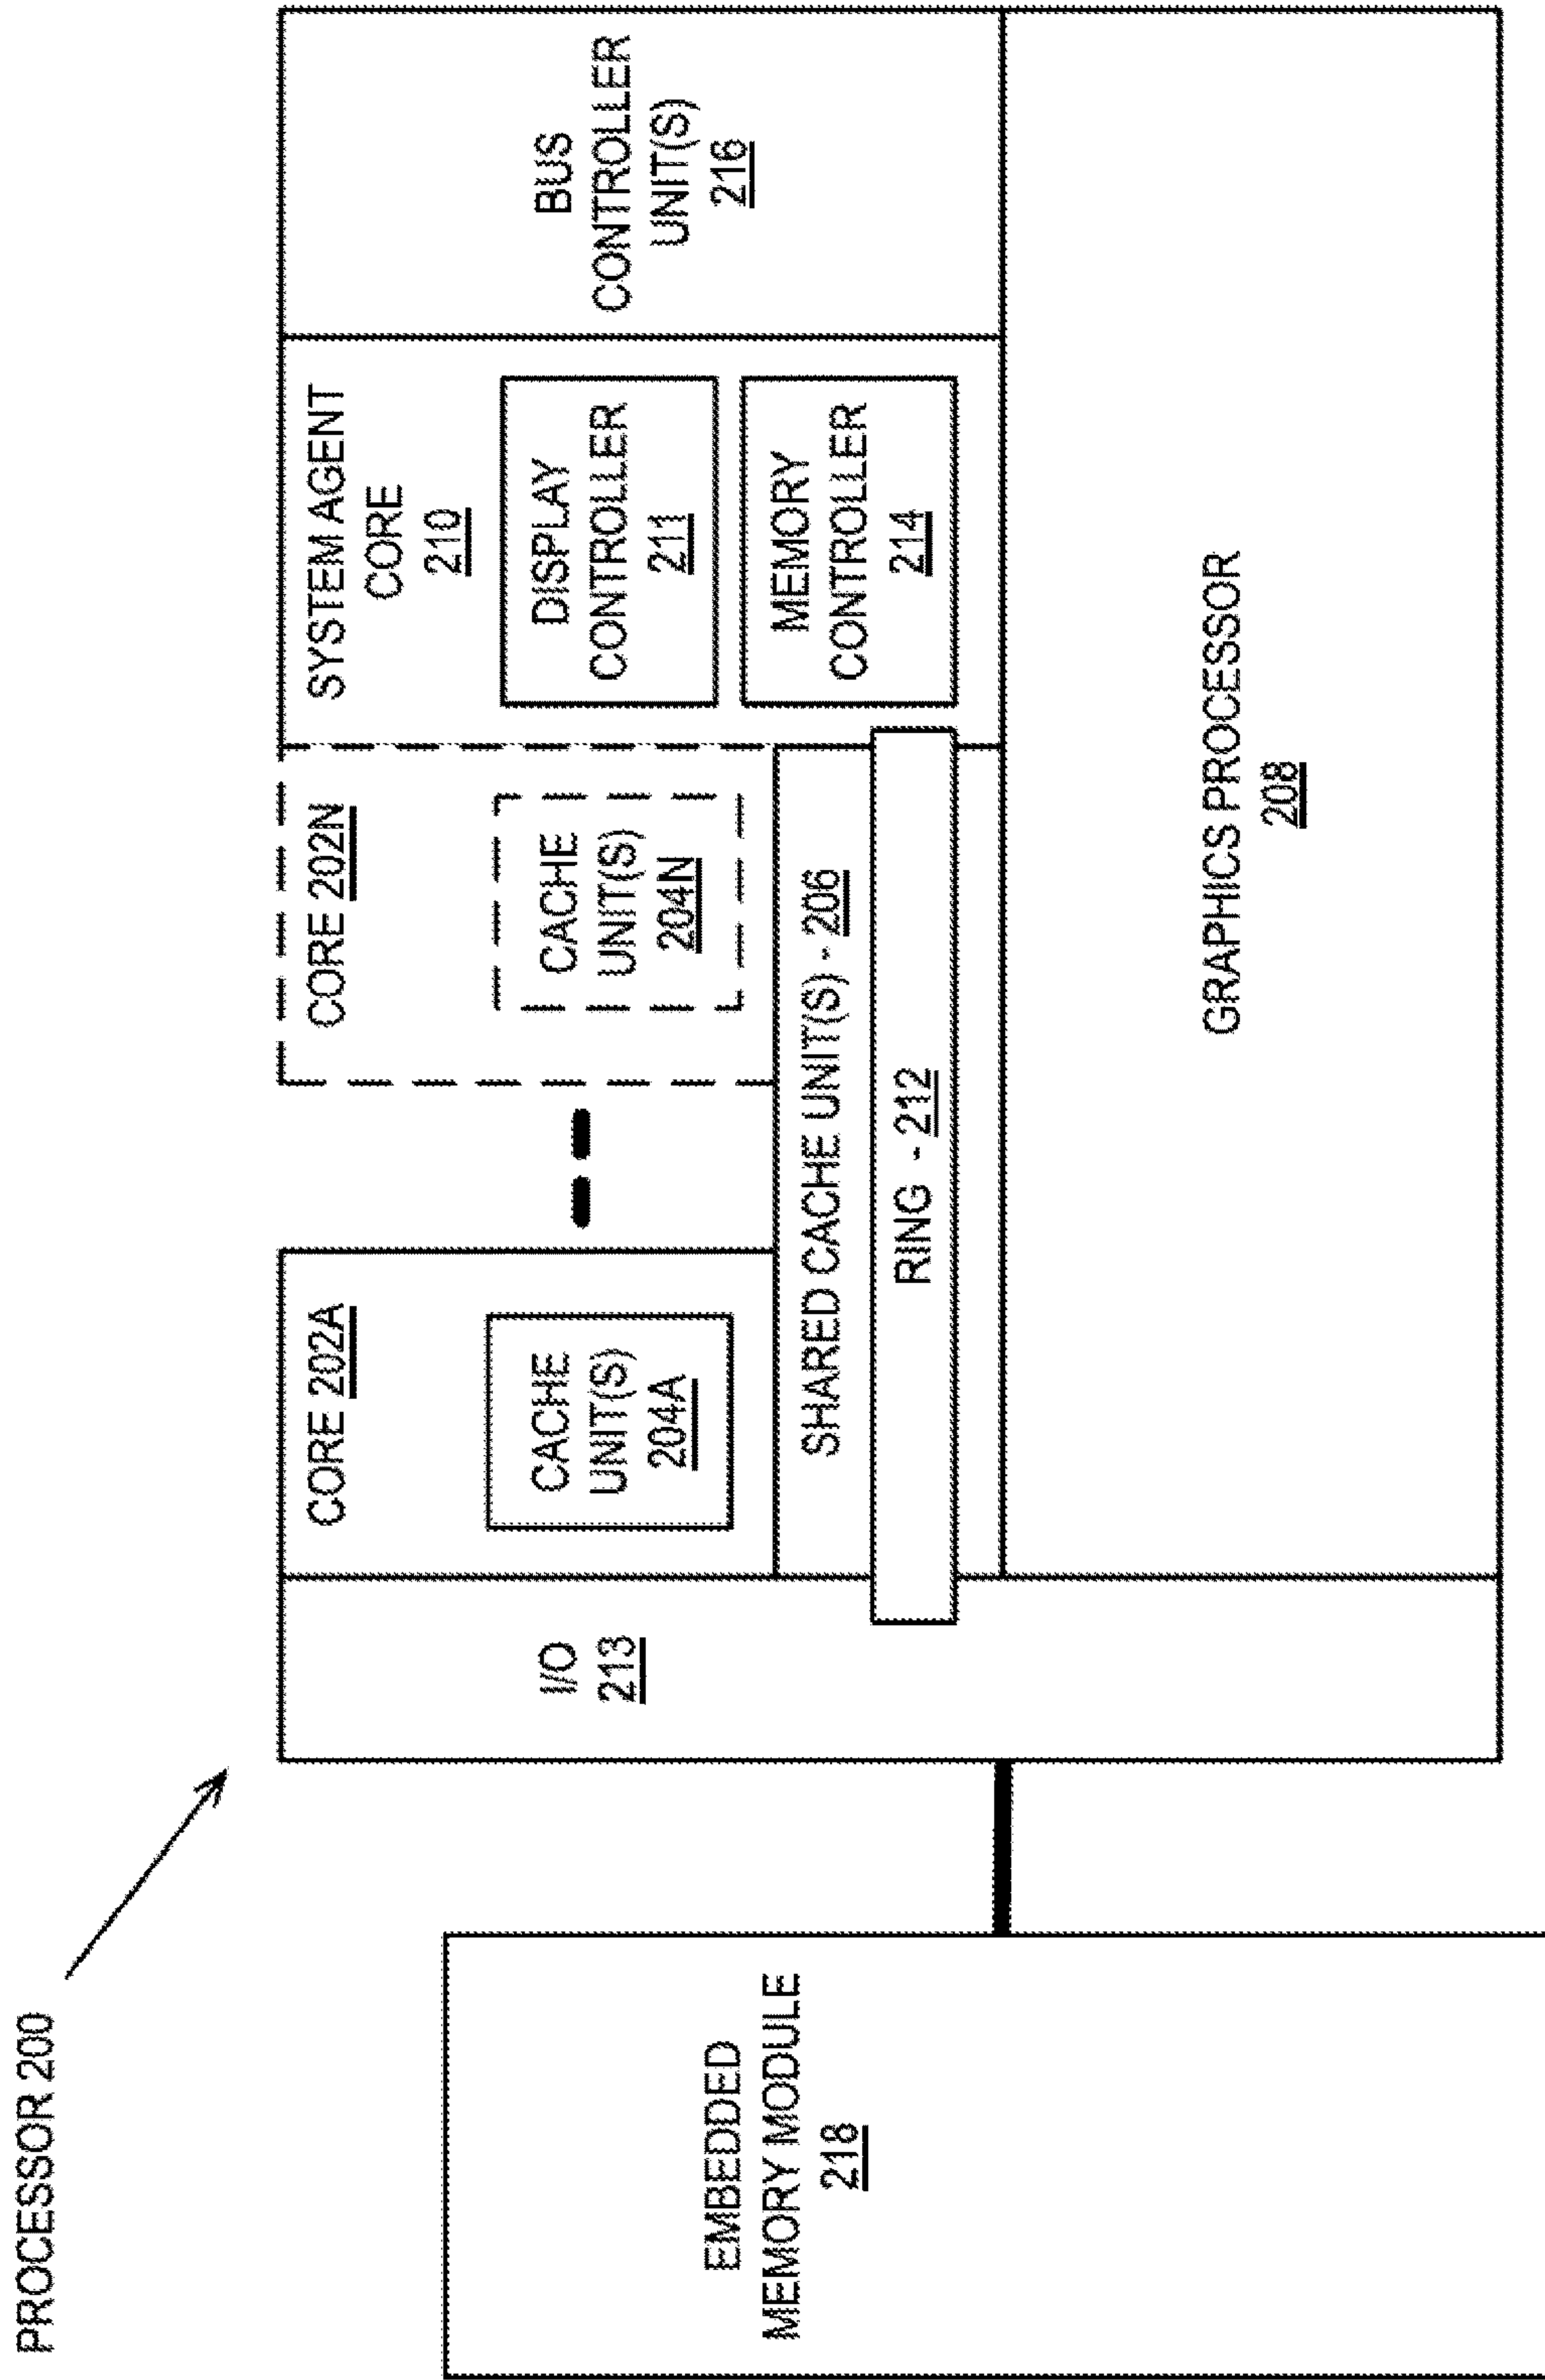 PROCESSOR 200
EMBEDDED
MEMORY MODULE
218
I/O
213
CORE 202A
CACHE
UNIT(S)
204A
CORE 202N
CACHE
UNIT(S)
204N
SHARED CACHE UNIT(S) - 206
RING - 212
SYSTEM AGENT
CORE
210
DISPLAY
CONTROLLER
211
MEMORY
CONTROLLER
214
BUS
CONTROLLER
UNIT(S)
216
GRAPHICS PROCESSOR
208